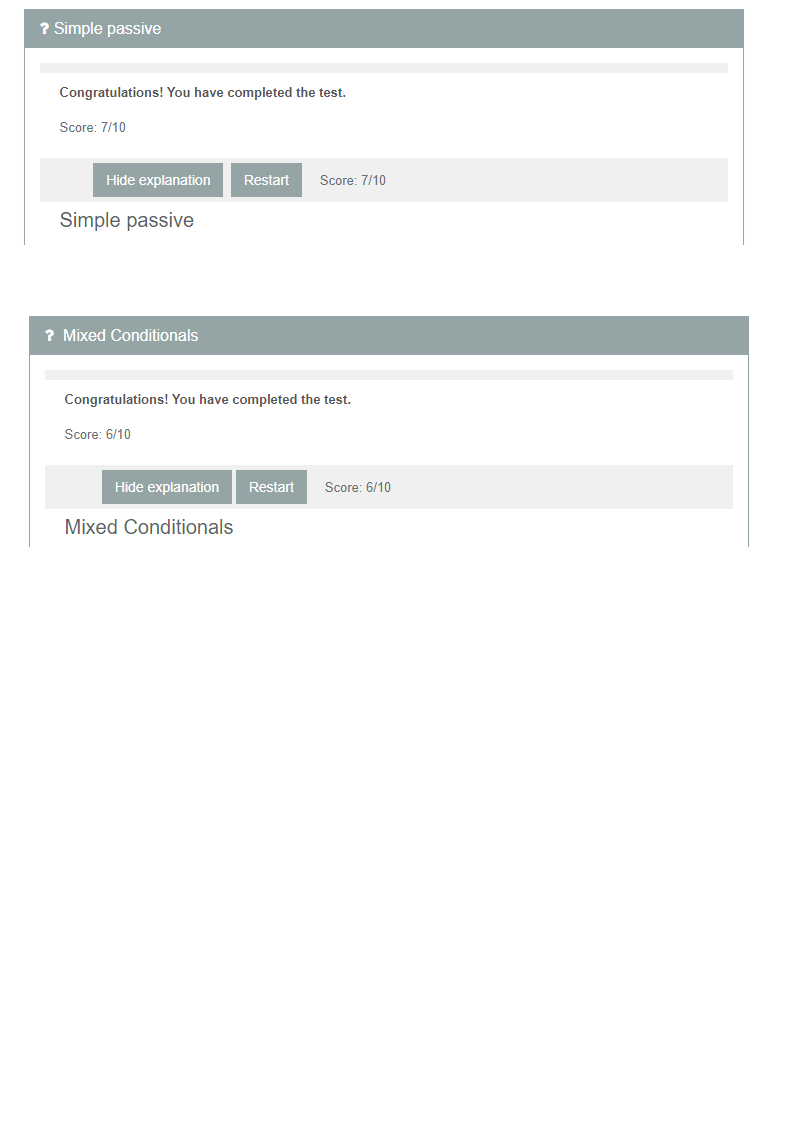 ? Simple passive
Congratulations! You have completed the test.
Score: 7/10
Hide explanation Restart Score: 7/10
Simple passive
? Mixed Conditionals
Congratulations! You have completed the test.
Score: 6/10
Hide explanation Restart Score: 6/10
Mixed Conditionals